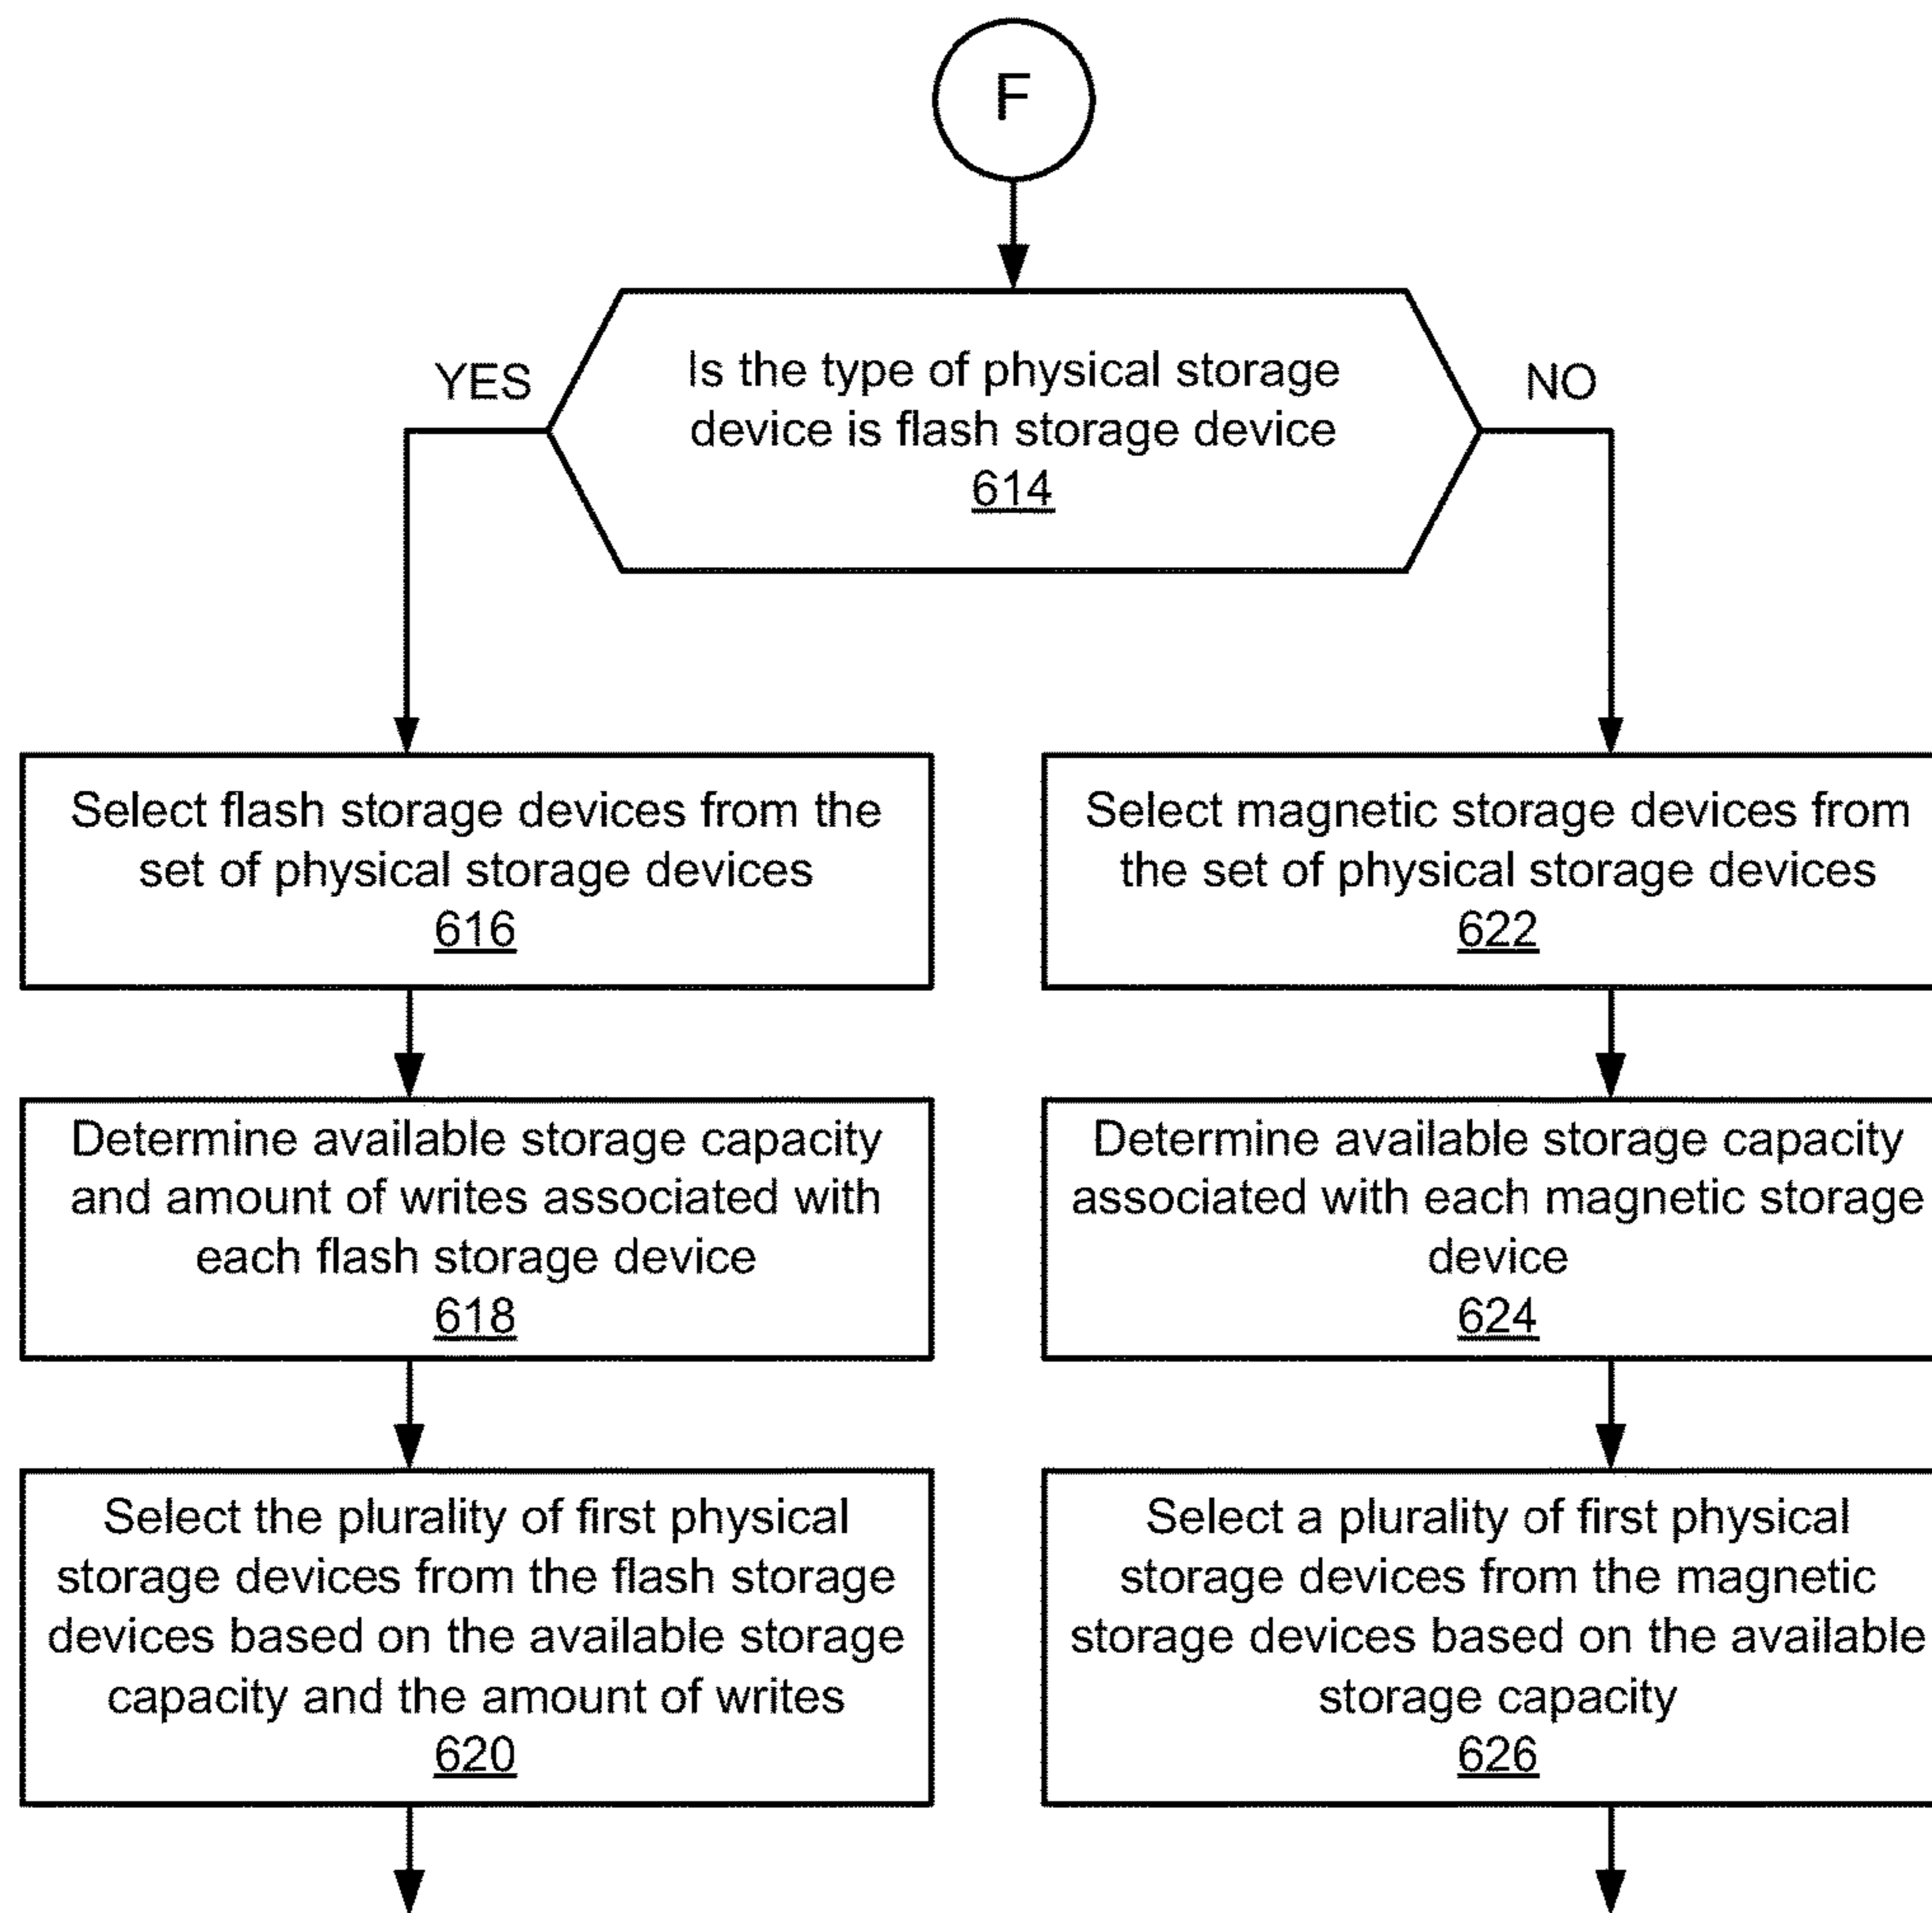 F
Is the type of physical storage
device is flash storage device
614
YES
NO
Select flash storage devices from the
set of physical storage devices
616
Determine available storage capacity
and amount of writes associated with
each flash storage device
618
Select the plurality of first physical
storage devices from the flash storage
devices based on the available storage
capacity and the amount of writes
620
Select magnetic storage devices from
the set of physical storage devices
622
Determine available storage capacity
associated with each magnetic storage
device
624
Select a plurality of first physical
storage devices from the magnetic
storage devices based on the available
storage capacity
626